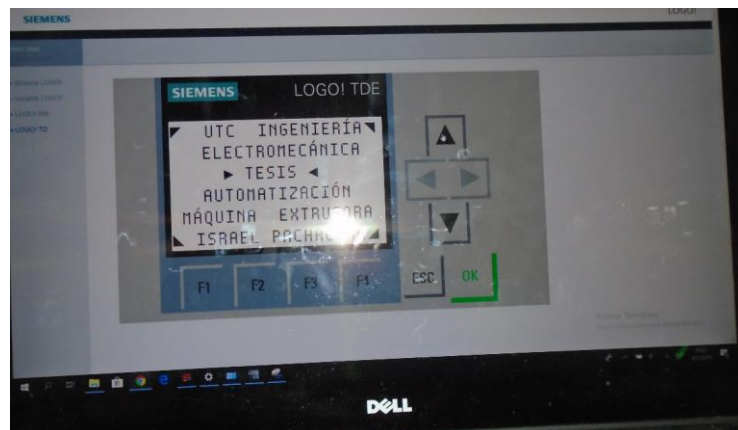 SIEMENS
LOGO!
SIEMENS
LOGO! TDE
UTC INGENIERÍA
ELECTROMECÁNICA
► TESIS ◄
AUTOMATIZACIÓN
MÁQUINA EXTRUSORA
ISRAEL
F1 F2 F3 F4
ESC OK
DELL